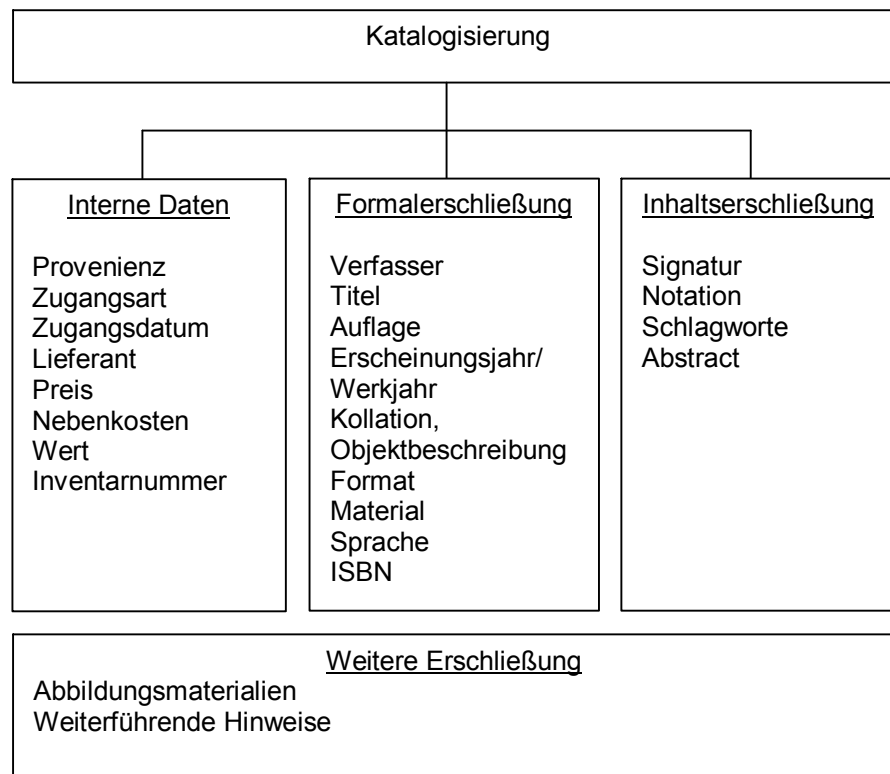 Katalogisierung
Interne Daten
Provenienz
Zugangsart
Zugangsdatum
Lieferant
Preis
Nebenkosten
Wert
Inventarnummer
Formalerschließung
Verfasser
Titel
Auflage
Erscheinungsjahr/
Werkjahr
Kollation,
Objektbeschreibung
Format
Material
Sprache
ISBN
Inhaltserschließung
Signatur
Notation
Schlagworte
Abstract
Weitere Erschließung
Abbildungsmaterialien
Weiterführende Hinweise